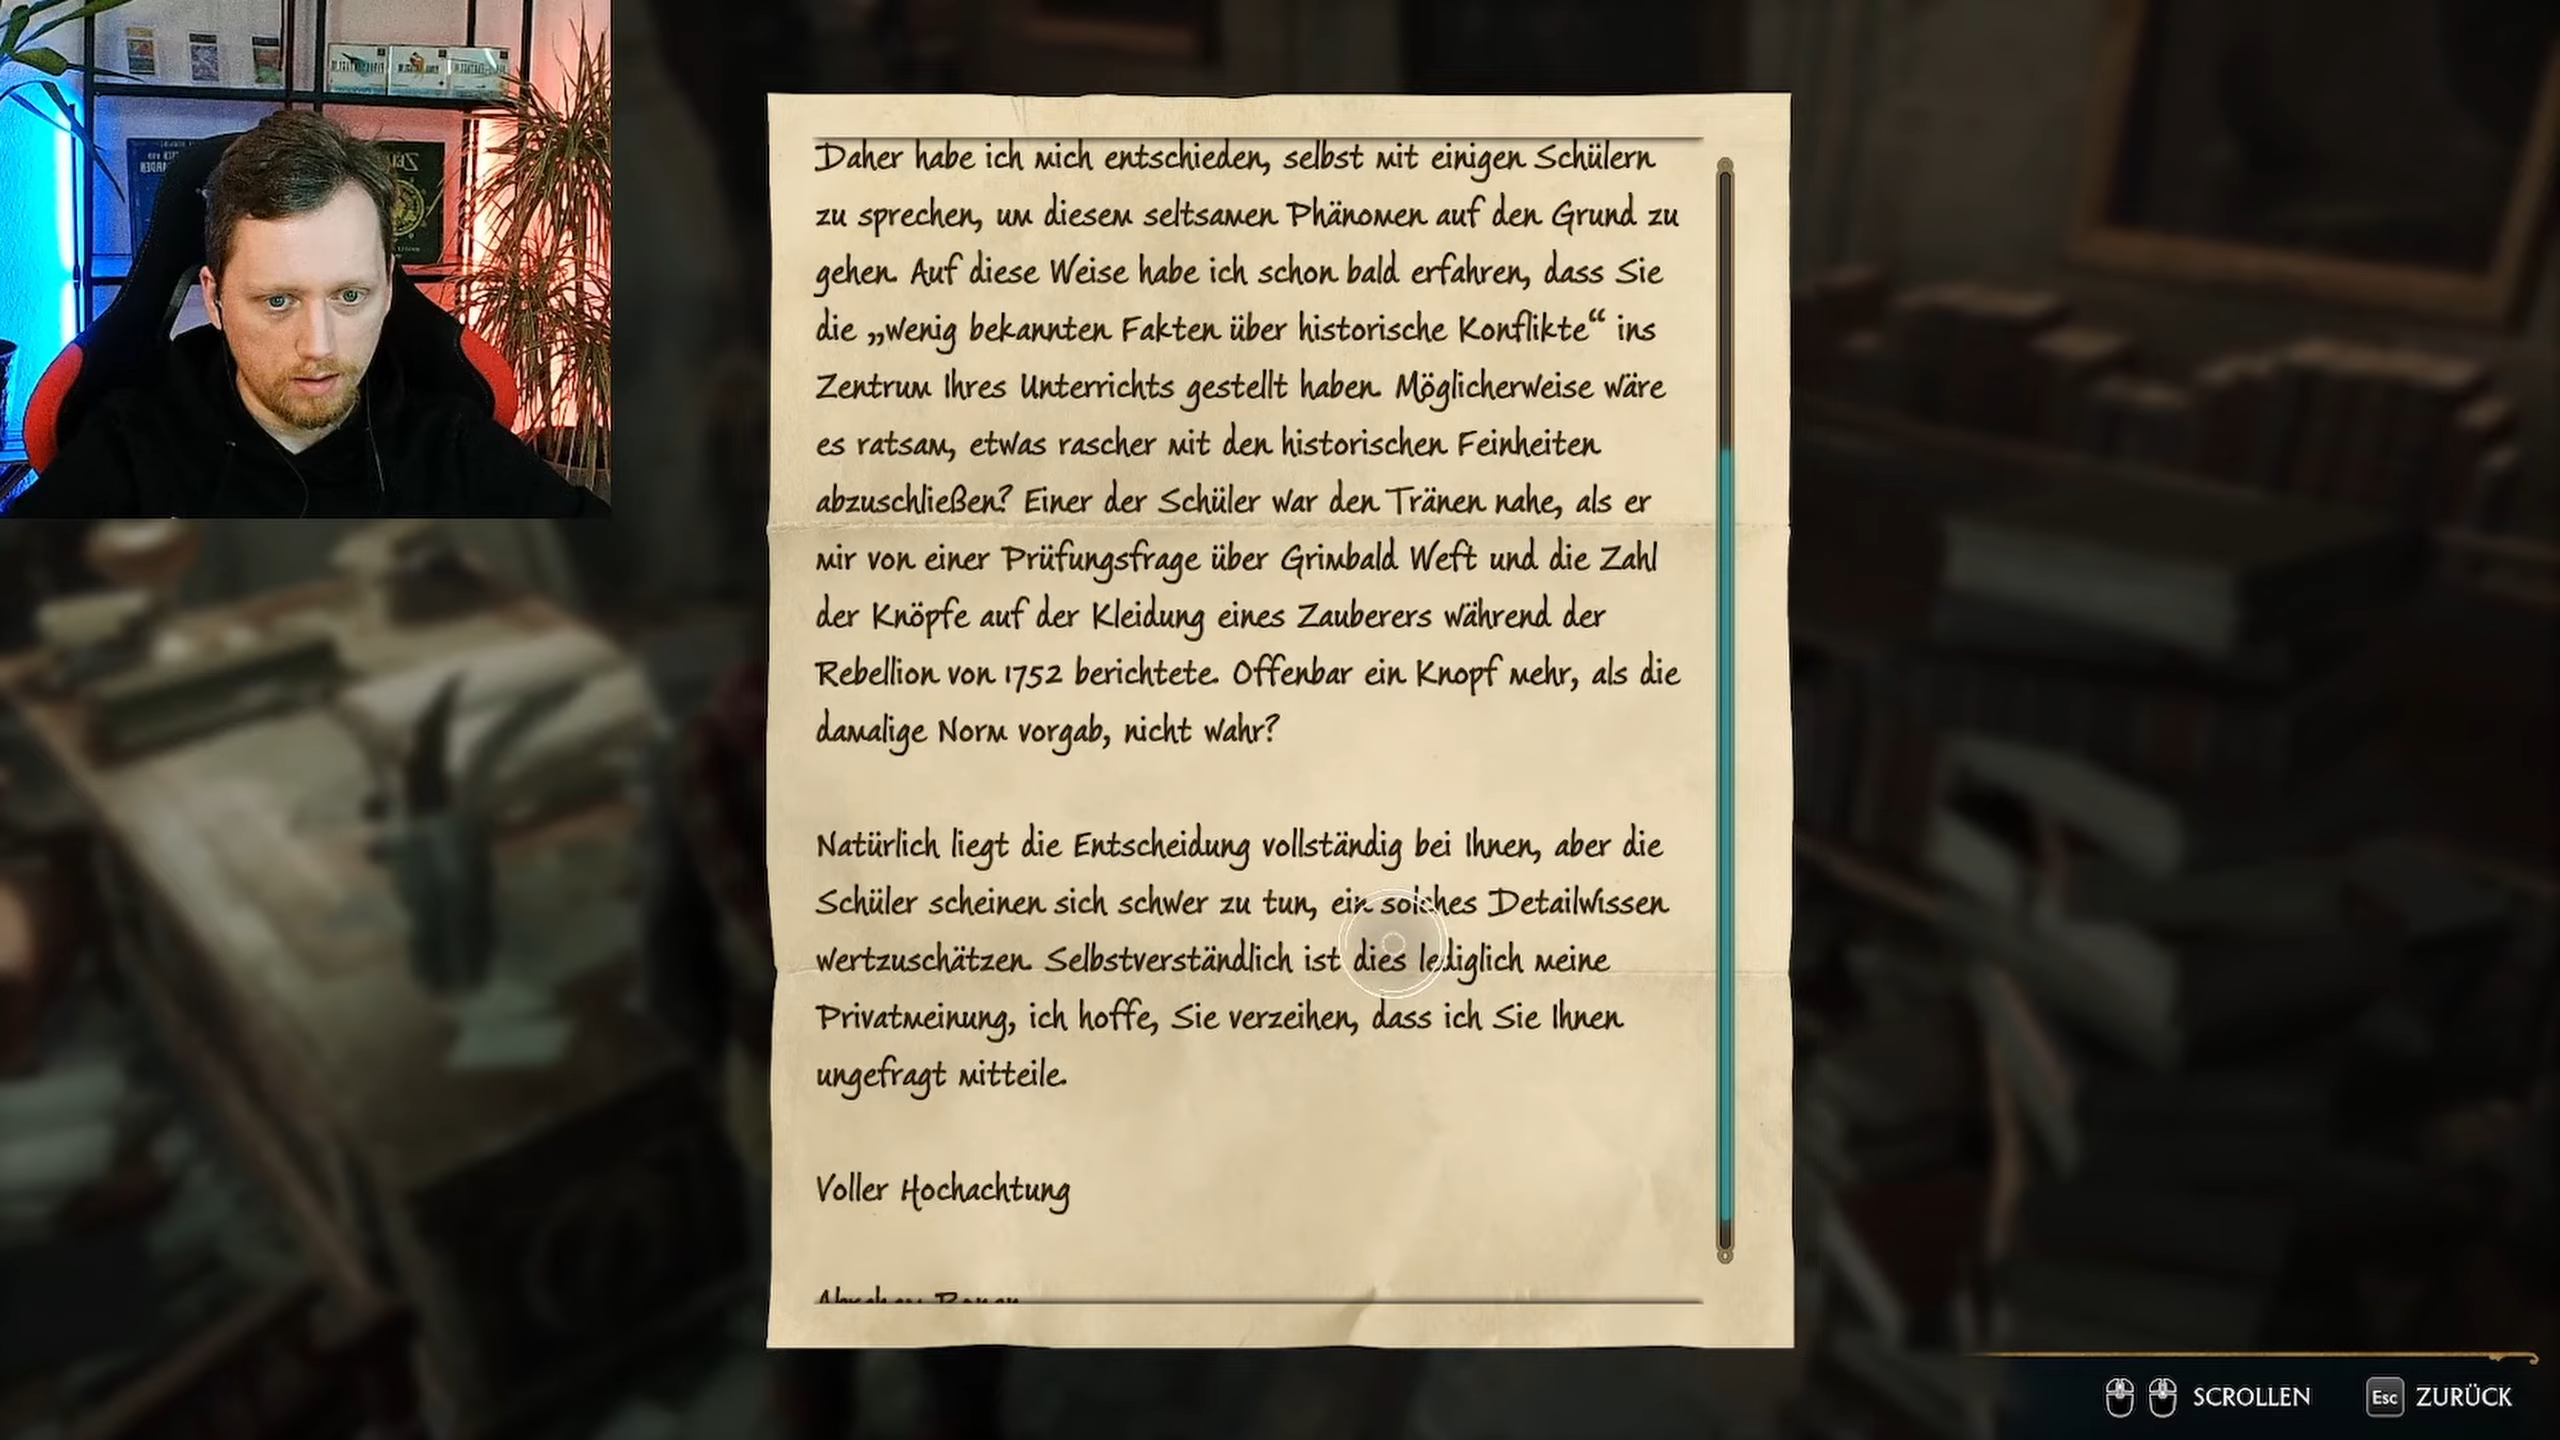 Daher habe ich mich entschieden, selbst mit einigen Schülern
zu sprechen, um diesem seltsamen Phänomen auf den Grund zu
gehen. Auf diese Weise habe ich schon bald erfahren, dass Sie
die „wenig bekannten Fakten über historische Konflikte“ ins
Zentrum Ihres Unterrichts gestellt haben. Möglicherweise wäre
es ratsam, etwas rascher mit den historischen Feinheiten
abzuschließen? Einer der Schüler war den Tränen nahe, als er
mir von einer Prüfungsfrage über Grimbald Weft und die Zahl
der Knöpfe auf der Kleidung eines Zauberers während der
Rebellion von 1752 berichtete. Offenbar ein Knopf mehr, als die
damalige Norm vorgab, nicht wahr?
Natürlich liegt die Entscheidung vollständig bei Ihnen, aber die
Schüler scheinen sich schwer zu tun, ein solches Detailwissen
wertzuschätzen. Selbstverständlich ist dies lediglich meine
Privatmeinung, ich hoffe, Sie verzeihen, dass ich Sie Ihnen
ungefragt mitteile.
Voller Hochachtung
SCROLLEN
Esc ZURÜCK